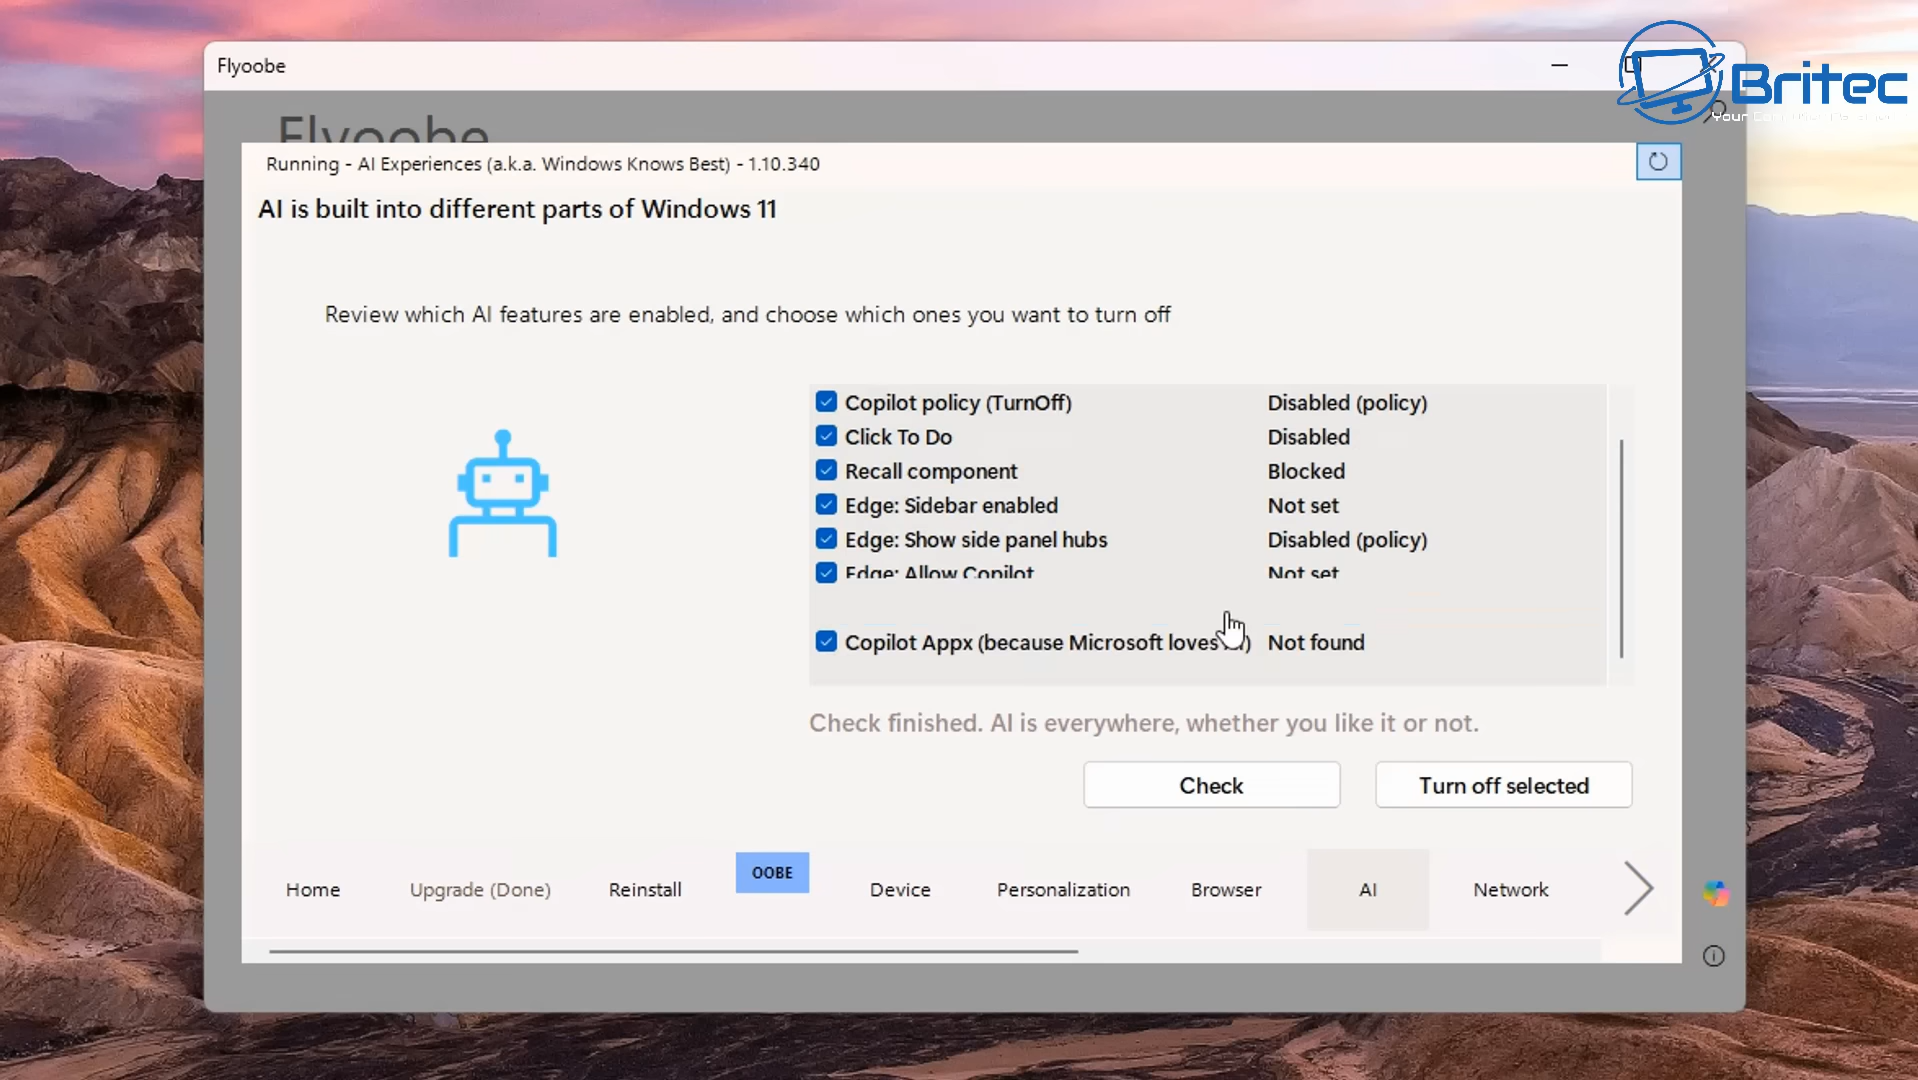 Flyoobe
Britec
Flyoobe
Running - AI Experiences (a.k.a. Windows Knows Best) - 1.10.340
AI is built into different parts of Windows 11
Review which AI features are enabled, and choose which ones you want to turn off
Copilot policy (TurnOff) Disabled (policy)
Click To Do Disabled
Recall component Blocked
Edge: Sidebar enabled Not set
Edge: Show side panel hubs Disabled (policy)
Edge: Allow Copilot Not set
Copilot Appx (because Microsoft loves Not found
Check finished. AI is everywhere, whether you like it or not.
Check Turn off selected
OOBE
Home Upgrade (Done) Reinstall Device Personalization Browser AI Network